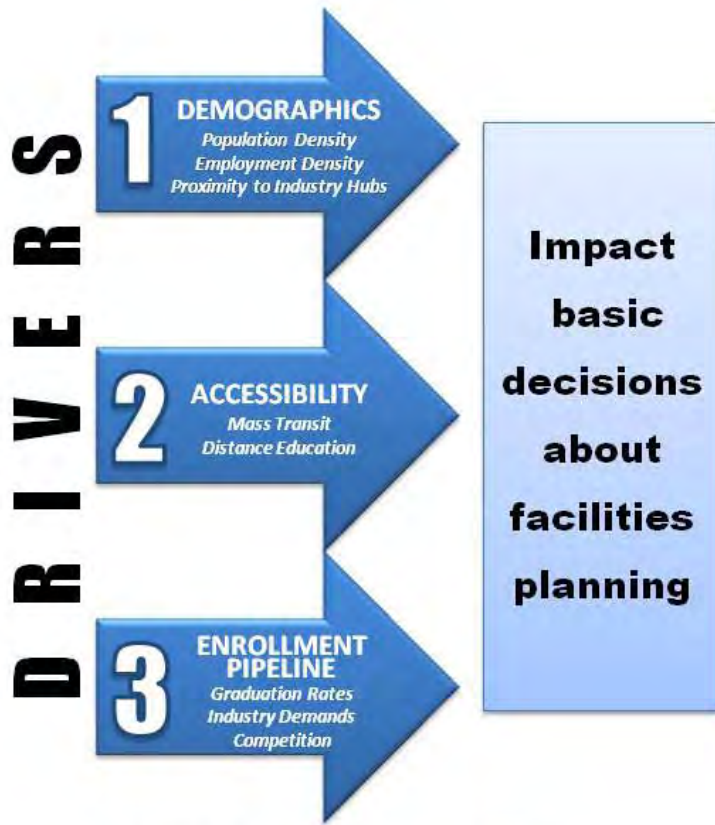 DRIVERS
1
DEMOGRAPHICS
Population Density
Employment Density
Proximity to Industry Hubs
2
ACCESSIBILITY
Mass Transit
Distance Education
3
ENROLLMENT
PIPELINE
Graduation Rates
Industry Demands
Competition
Impact
basic
decisions
about
facilities
planning